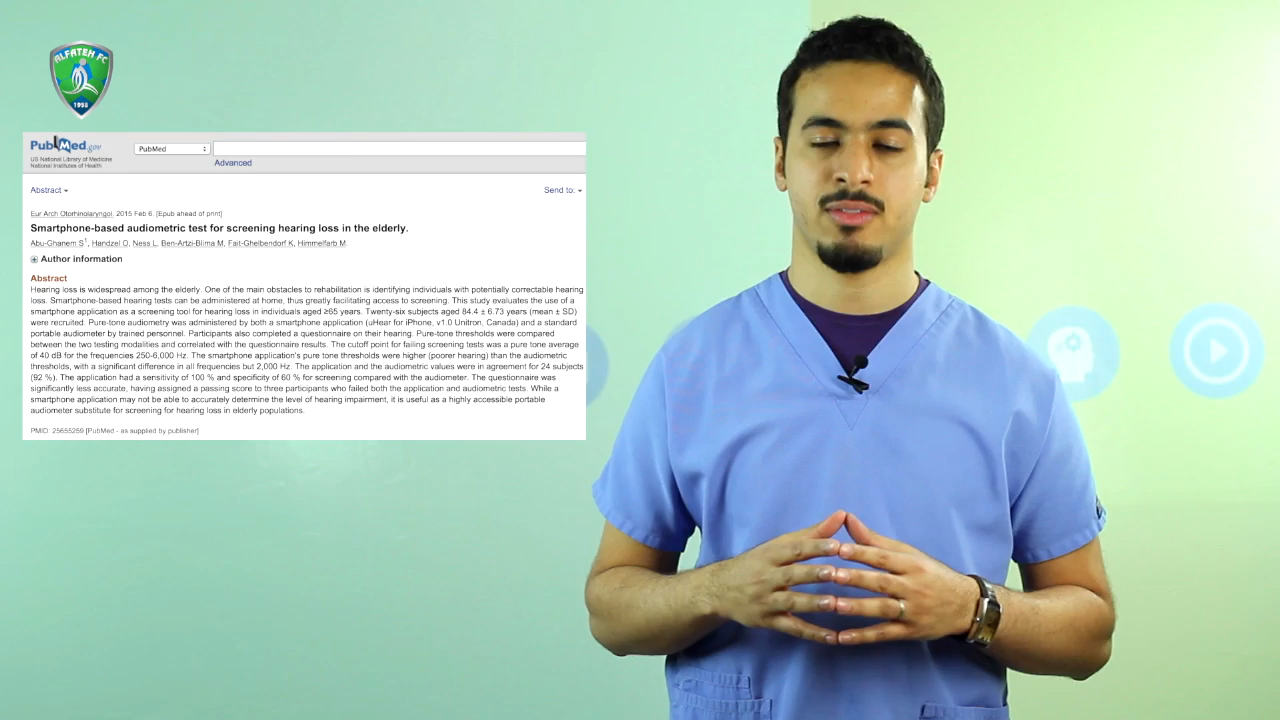 ALFATEH FC
1958
PubMed.gov
US National Library of Medicine
National Institutes of Health
PubMed
Advanced
Abstract
Send to:
Eur Arch Otorhinolaryngol. 2015 Feb 6. [Epub ahead of print]
Smartphone-based audiometric test for screening hearing loss in the elderly.
Abu-Ghanem S1, Handzel O, Ness L, Ben-Artzi-Blima M, Fait-Ghelbendorf K, Himmelfarb M.
Author information
Abstract
Hearing loss is widespread among the elderly. One of the main obstacles to rehabilitation is identifying individuals with potentially correctable hearing
loss. Smartphone-based hearing tests can be administered at home, thus greatly facilitating access to screening. This study evaluates the use of a
smartphone application as a screening tool for hearing loss in individuals aged ≥65 years. Twenty-six subjects aged 84.4 ± 6.73 years (mean ± SD)
were recruited. Pure-tone audiometry was administered by both a smartphone application (uHear for iPhone, v1.0 Unitron, Canada) and a standard
portable audiometer by trained personnel. Participants also completed a questionnaire on their hearing. Pure-tone thresholds were compared
between the two testing modalities and correlated with the questionnaire results. The cutoff point for failing screening tests was a pure tone average
of 40 dB for the frequencies 250-6,000 Hz. The smartphone application's pure tone thresholds were higher (poorer hearing) than the audiometric
thresholds, with a significant difference in all frequencies but 2,000 Hz. The application and the audiometric values were in agreement for 24 subjects
(92 %). The application had a sensitivity of 100 % and specificity of 60 % for screening compared with the audiometer. The questionnaire was
significantly less accurate, having assigned a passing score to three participants who failed both the application and audiometric tests. While a
smartphone application may not be able to accurately determine the level of hearing impairment, it is useful as a highly accessible portable
audiometer substitute for screening for hearing loss in elderly populations.
PMID: 25655259 [PubMed - as supplied by publisher]